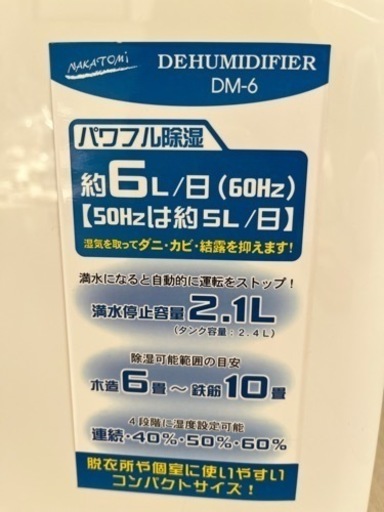 NAKATOMI
DEHUMIDIFIER
DM-6
パワフル除湿
約6L/日(60Hz)
【50Hzは約5L/日】
湿気を取ってダニ・カビ・結露を抑えます!
満水になると自動的に運転をストップ!
満水停止容量2.1L
(タンク容量:2.4L)
除湿可能範囲の目安
木造6畳〜鉄筋10畳
4段階に湿度設定可能
連続・40%・50%・60%
脱衣所や個室に使いやすい
コンパクトサイズ!